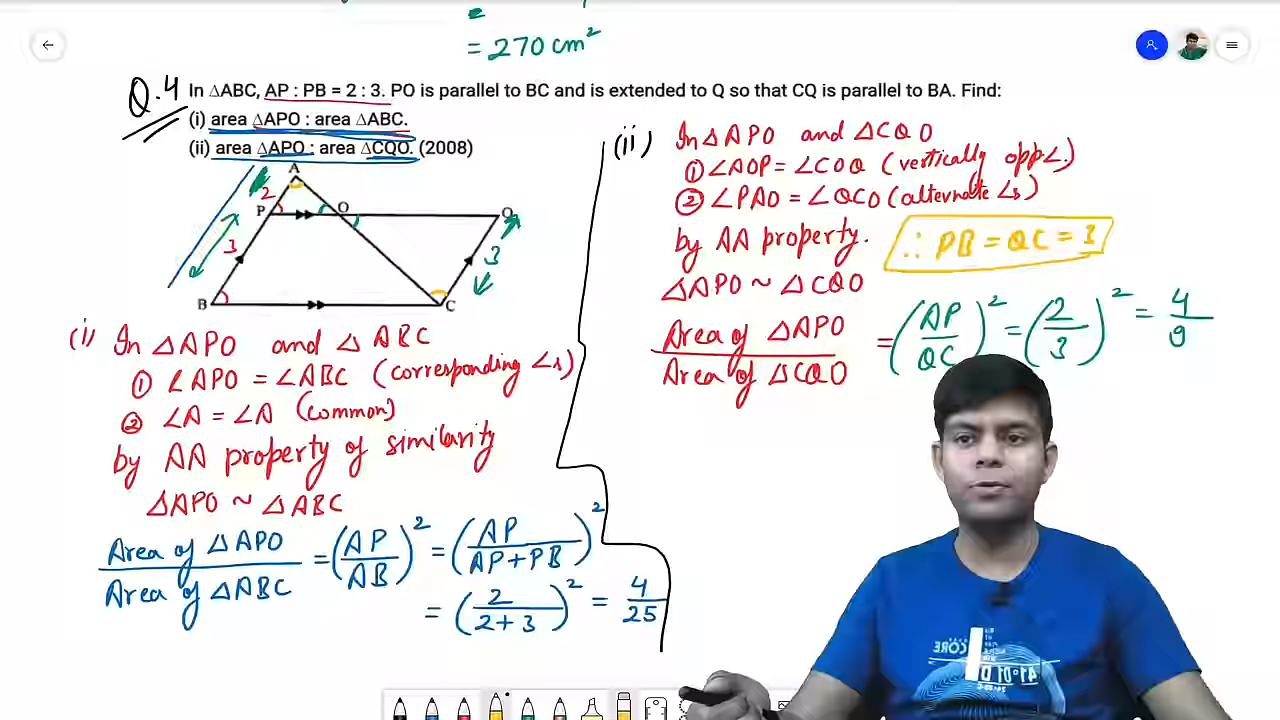 = 270 cm²
Q.4 In △ABC, AP : PB = 2 : 3. PO is parallel to BC and is extended to Q so that CQ is parallel to BA. Find:
(i) area △APO : area △ABC.
(ii) area △APO : area △CQO. (2008)
A
2
P
O
Q
3
3
B
C
(i) In △APO and △ABC
① ∠APO = ∠ABC (corresponding ∠s)
② ∠A = ∠A (common)
by AA property of similarity
△APO ~ △ABC
Area of △APO / Area of △ABC = (AP/AB)² = (AP/AP+PB)²
= (2/2+3)² = 4/25
(ii) In △APO and △CQO
① ∠AOP = ∠COQ (vertically opp∠.)
② ∠PAO = ∠QCO (alternate ∠s)
by AA property.
∴ PB = QC = 3
△APO ~ △CQO
Area of △APO / Area of △CQO = (AP/QC)² = (2/3)² = 4/9